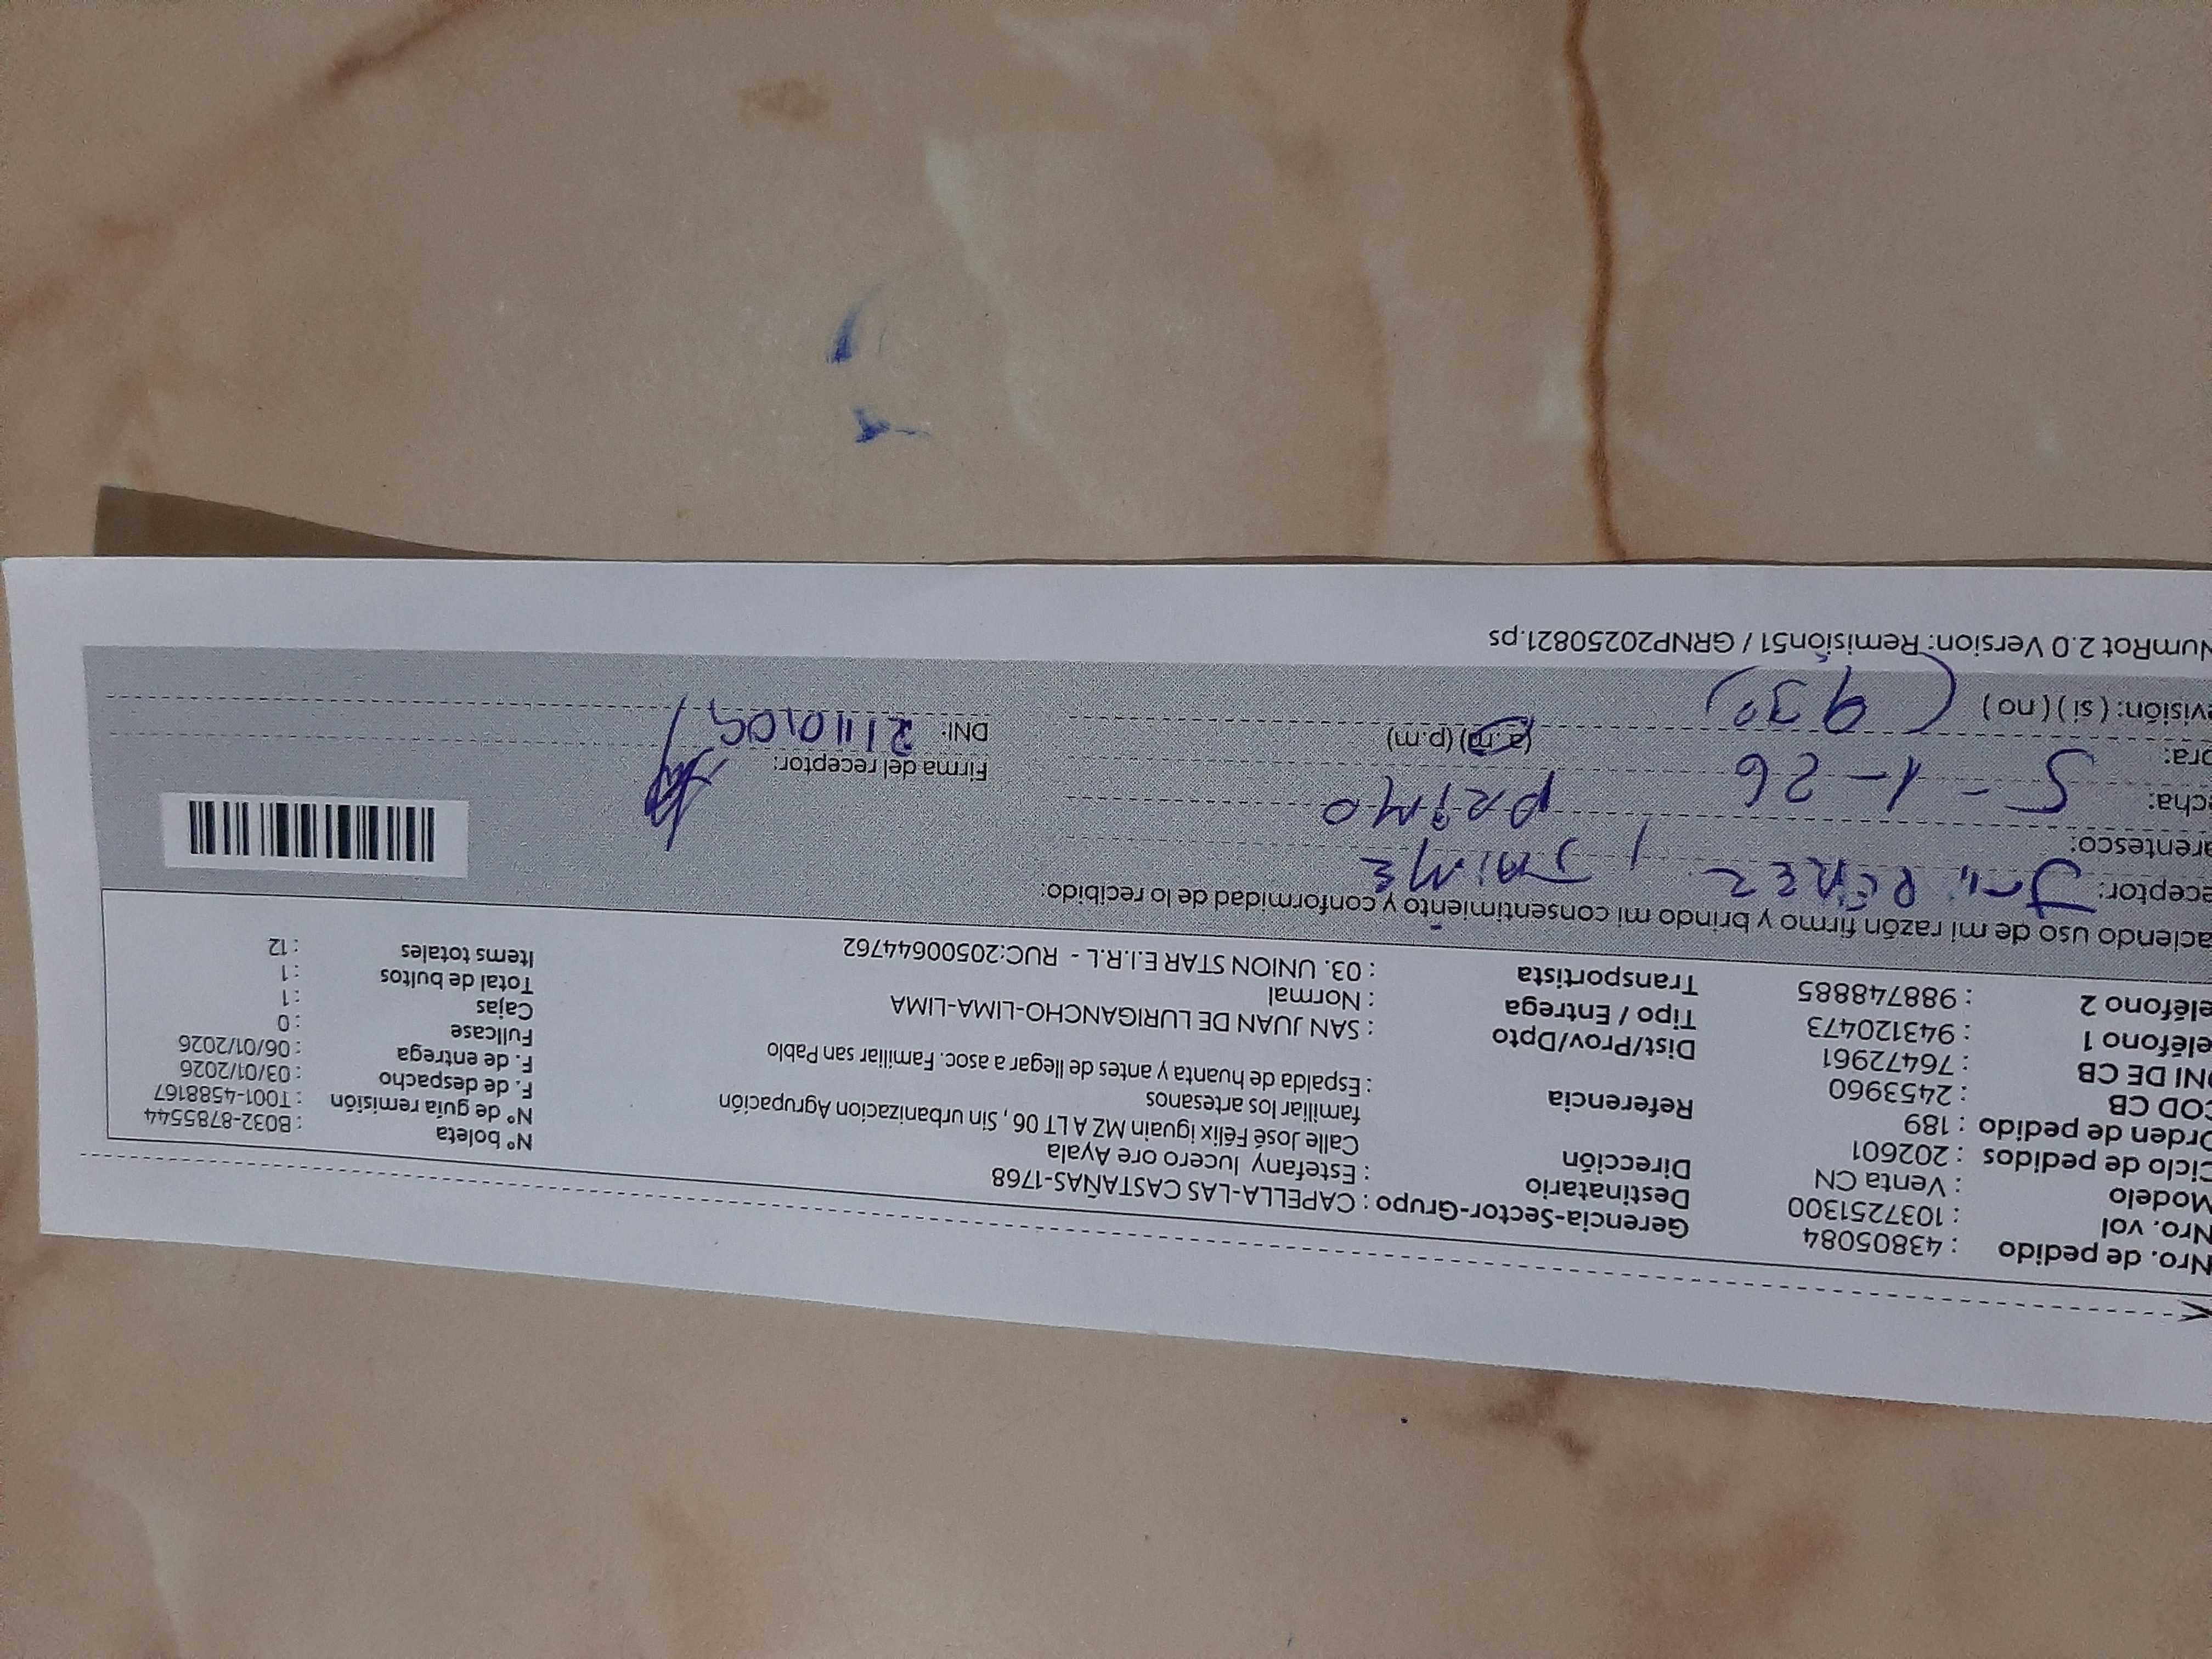 Nro. de pedido : 43805084 Gerencia-Sector-Grupo : CAPELLA-LAS CASTAÑAS-1768 N° boleta : B032-8785544
Nro. vol : 1037251300 Destinatario : Estefany lucero ore Ayala N° de guía remisión : T001-4588167
Modelo : Venta CN Dirección Calle José Félix iguain MZ A LT 06 , Sin urbanizacion Agrupación F. de despacho : 03/01/2026
Ciclo de pedidos : 202601 familiar los artesanos F. de entrega : 06/01/2026
Orden de pedido : 189 Referencia : Espalda de huanta y antes de llegar a asoc. Familiar san Pablo Fullcase : 0
COD CB : 2453960 Dist/Prov/Dpto : SAN JUAN DE LURIGANCHO-LIMA-LIMA Cajas : 1
DNI DE CB : 76472961 Tipo / Entrega : Normal Total de bultos : 1
eléfono 1 : 943120473 Transportista : 03. UNION STAR E.I.R.L - RUC:20500644762 Items totales : 12
eléfono 2 : 988748885
aciendo uso de mi razón firmo y brindo mi consentimiento y conformidad de lo recibido:
eceptor: PEREZ JAIME
arentesco: PRIMO
echa: 5-1-26 Firma del receptor:
ora: (a.m) (p.m) DNI:
evisión: ( si ) ( no ) (930)
NumRot 2.0 Version: Remisión51 / GRNP20250821.ps